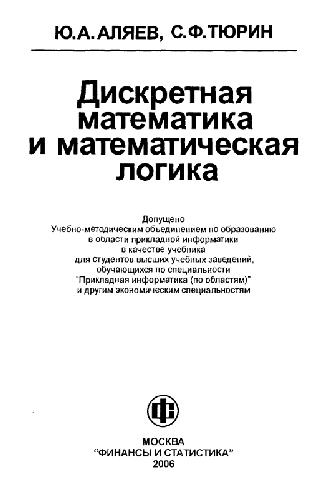 Ю.А.АЛЯЕВ, С.Ф.ТЮРИН
Дискретная
математика
и математическая
логика
Допущено
Учебно-методическим объединением по образованию
в области прикладной информатики
в качестве учебника
для студентов высших учебных заведений,
обучающихся по специальности
"Прикладная информатика (по областям)"
и другим экономическим специальностям
МОСКВА
"ФИНАНСЫ И СТАТИСТИКА"
2006